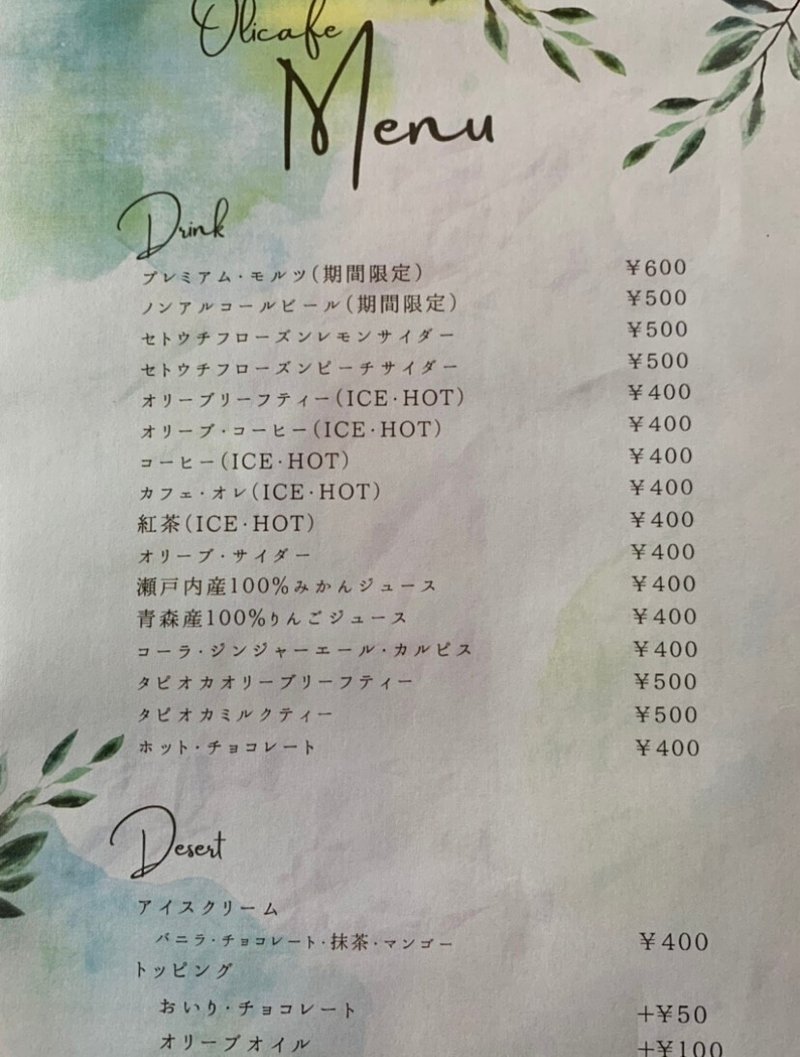 Olicafe
Menu
Drink
プレミアム・モルツ(期間限定) ¥600
ノンアルコールビール(期間限定) ¥500
セトウチフローズンレモンサイダー ¥500
セトウチフローズンピーチサイダー ¥500
オリーブリーフティー(ICE・HOT) ¥400
オリーブ・コーヒー(ICE・HOT) ¥400
コーヒー(ICE・HOT) ¥400
カフェ・オレ(ICE・HOT) ¥400
紅茶(ICE・HOT) ¥400
オリーブ・サイダー ¥400
瀬戸内産100%みかんジュース ¥400
青森産100%りんごジュース ¥400
コーラ・ジンジャーエール・カルピス ¥400
タピオカオリーブリーフティー ¥500
タピオカミルクティー ¥500
ホット・チョコレート ¥400
Desert
アイスクリーム
バニラ・チョコレート・抹茶・マンゴー ¥400
トッピング
おいり・チョコレート +¥50
オリーブオイル +¥100